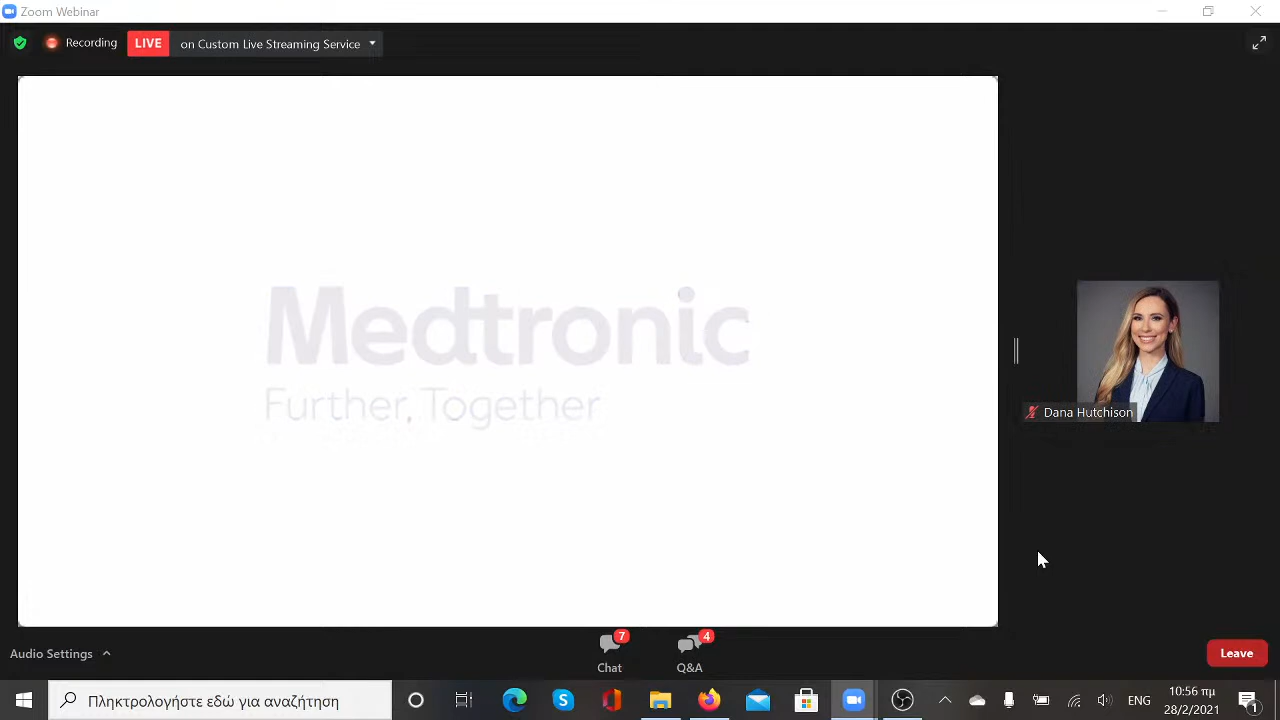 Zoom Webinar
Recording
LIVE
on Custom Live Streaming Service
Medtronic
Further, Together
Dana Hutchison
Audio Settings
7
Chat
4
Q&A
Leave
Πληκτρολογήστε εδώ για αναζήτηση
ENG
10:56 πμ
28/2/2021
1